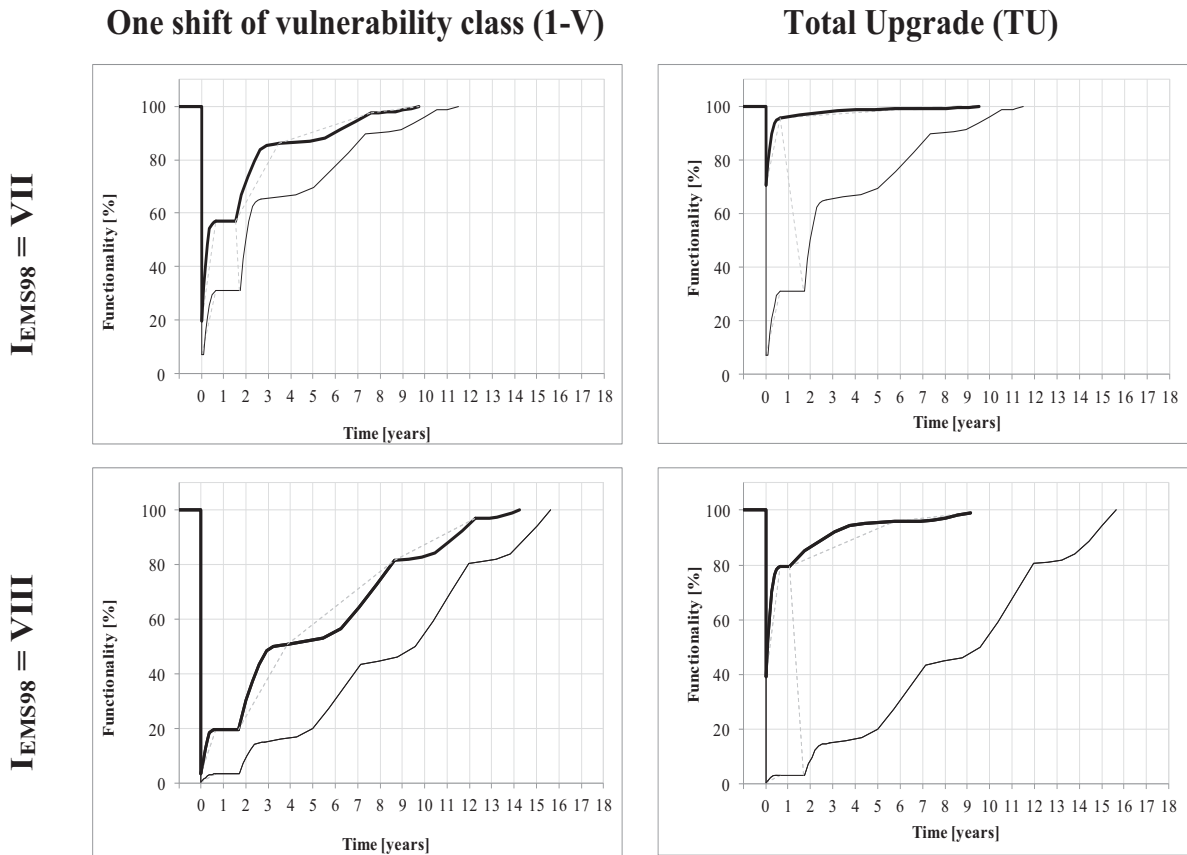 One shift of vulnerability class (1-V)
Total Upgrade (TU)
IEMS98 = VII
Functionality [%]
100
80
60
40
20
0
0 1 2 3 4 5 6 7 8 9 10 11 12 13 14 15 16 17 18
Time [years]
Functionality [%]
100
80
60
40
20
0
0 1 2 3 4 5 6 7 8 9 10 11 12 13 14 15 16 17 18
Time [years]
IEMS98 = VIII
Functionality [%]
100
80
60
40
20
0
0 1 2 3 4 5 6 7 8 9 10 11 12 13 14 15 16 17 18
Time [years]
Functionality [%]
100
80
60
40
20
0
0 1 2 3 4 5 6 7 8 9 10 11 12 13 14 15 16 17 18
Time [years]